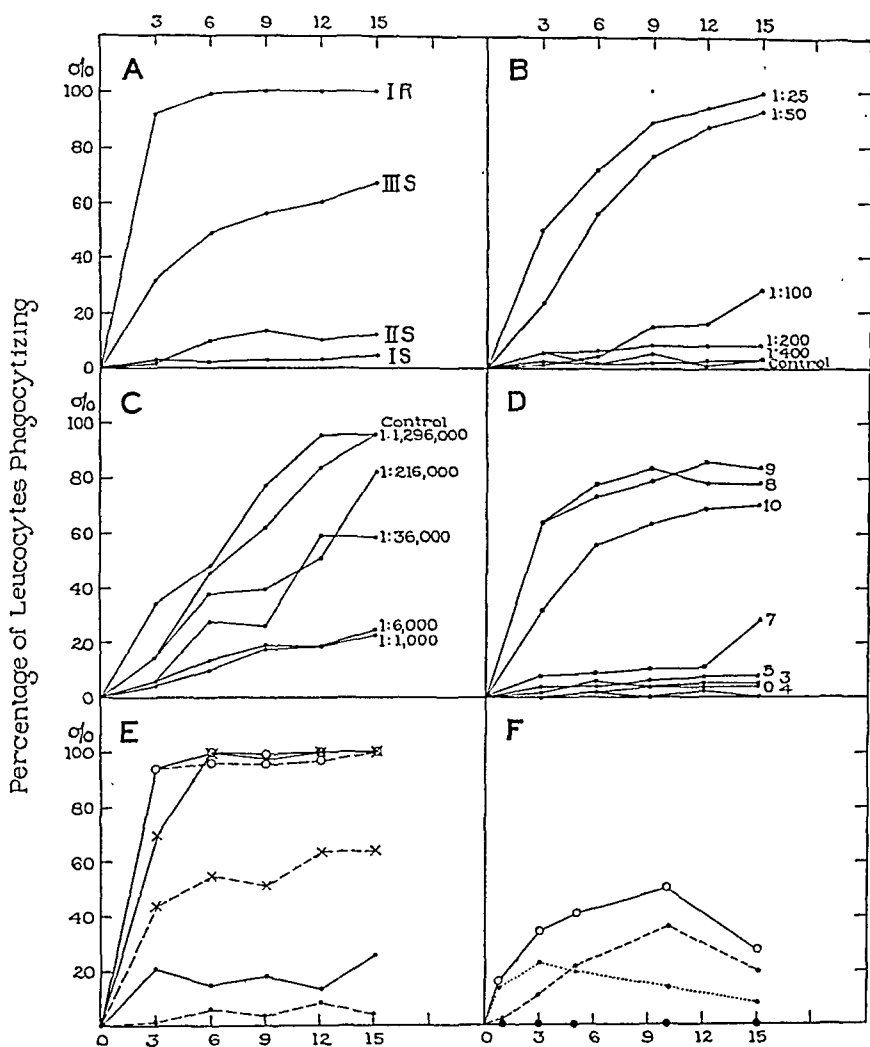 3 6 9 12 15 3 6 9 12 15
Percentage of Leucocytes Phagocytizing
%
A
100
80
60
40
20
0
I R
III S
II S
I S
B
1:25
1:50
1:100
1:200
1:400
Control
%
C
100
80
60
40
20
0
Control
1:1,296,000
1:216,000
1:36,000
1:6,000
1:1,000
D
9
8
10
7
5 3
0 4
%
E
100
80
60
40
20
F
0 3 6 9 12 15 0 3 6 9 12 15